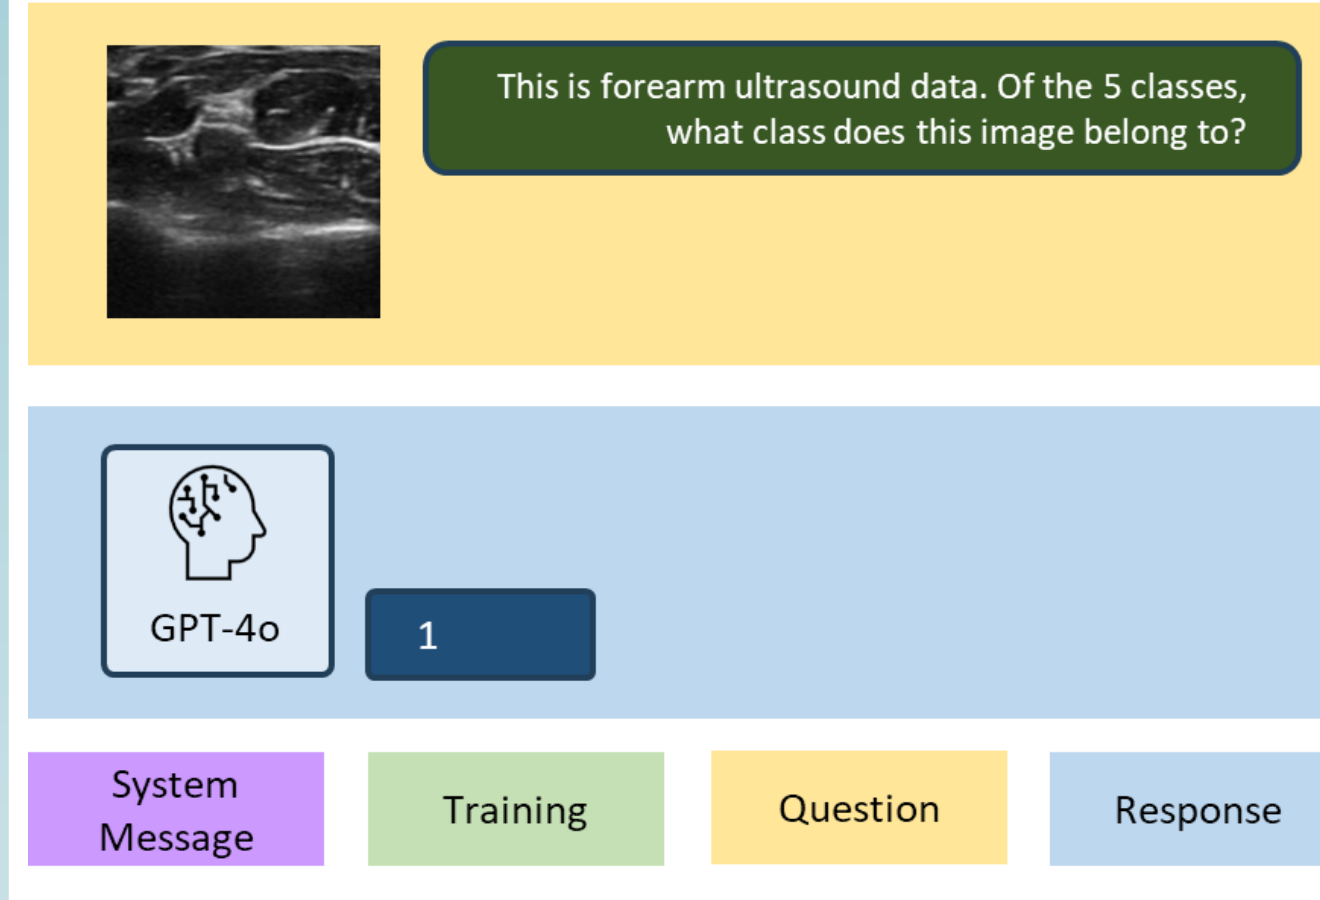 This is forearm ultrasound data. Of the 5 classes,
what class does this image belong to?
GPT-4o
1
System
Message
Training
Question
Response